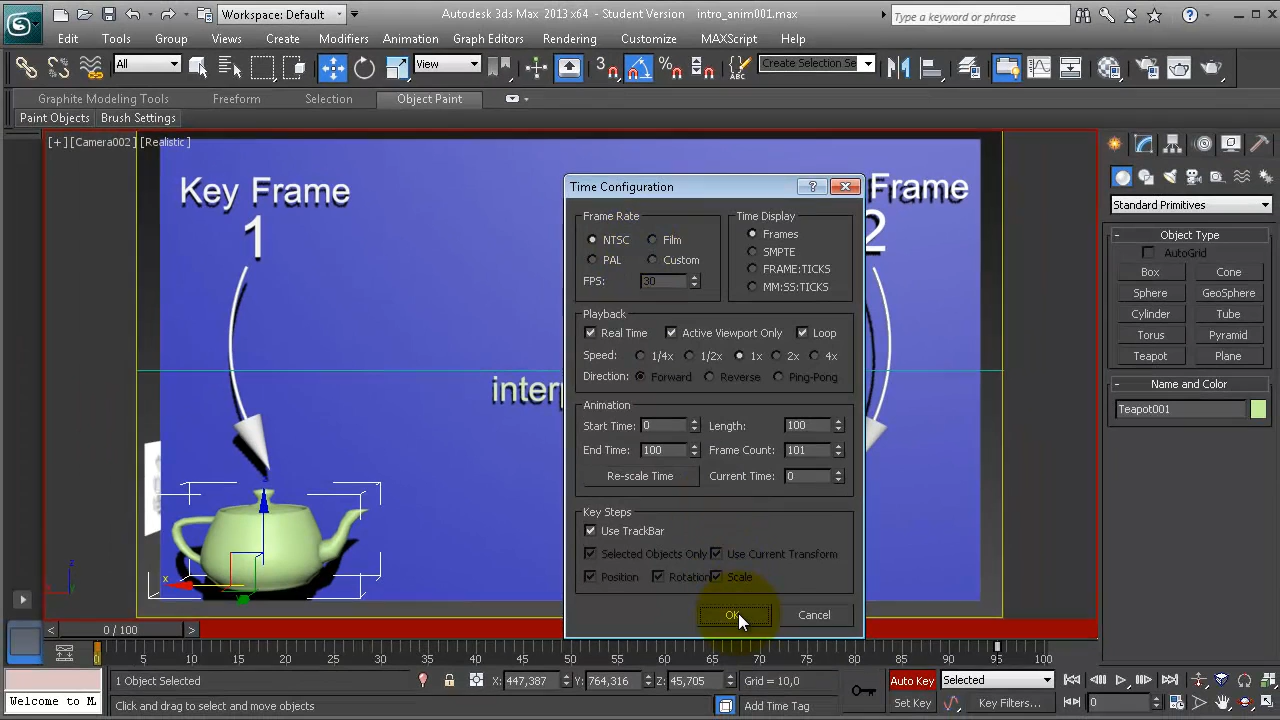 Workspace: Default
Autodesk 3ds Max 2013 x64 - Student Version intro_anim001.max
Type a keyword or phrase
Edit Tools Group Views Create Modifiers Animation Graph Editors Rendering Customize MAXScript Help
All
View
3
Create Selection Se
Graphite Modeling Tools Freeform Selection Object Paint
Paint Objects Brush Settings
[+] [Camera002] [Realistic]
Key Frame
1
Frame
2
interp
Time Configuration
Frame Rate
NTSC Film
PAL Custom
FPS: 30
Time Display
Frames
SMPTE
FRAME:TICKS
MM:SS:TICKS
Playback
Real Time Active Viewport Only Loop
Speed: 1/4x 1/2x 1x 2x 4x
Direction: Forward Reverse Ping-Pong
Animation
Start Time: 0 Length: 100
End Time: 100 Frame Count: 101
Re-scale Time Current Time: 0
Key Steps
Use TrackBar
Selected Objects Only Use Current Transform
Position Rotation Scale
OK Cancel
Standard Primitives
Object Type
AutoGrid
Box Cone
Sphere GeoSphere
Cylinder Tube
Torus Pyramid
Teapot Plane
Name and Color
Teapot001
x
z
0 / 100
5 10 15 20 25 30 35 40 45 50 55 60 65 70 75 80 85 90 95 100
1 Object Selected X: 447,387 Y: 764,316 Z: 45,705 Grid = 10,0 Auto Key Selected
Welcome to M Click and drag to select and move objects Add Time Tag Set Key Key Filters... 0